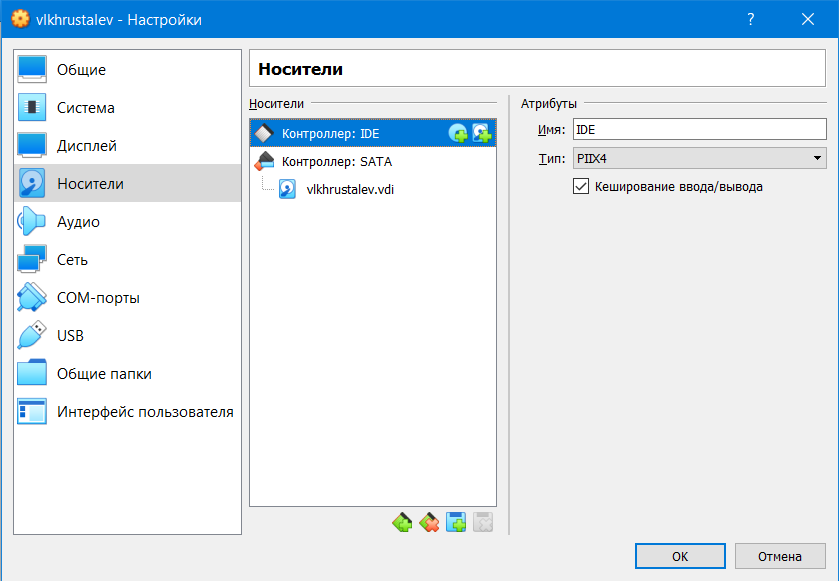 vlkhrustalev - Настройки
?
Общие
Система
Дисплей
Носители
Аудио
Сеть
COM-порты
USB
Общие папки
Интерфейс пользователя
Носители
Носители
Контроллер: IDE
Контроллер: SATA
vlkhrustalev.vdi
Атрибуты
Имя: IDE
Тип: PIIX4
Кеширование ввода/вывода
OK
Отмена